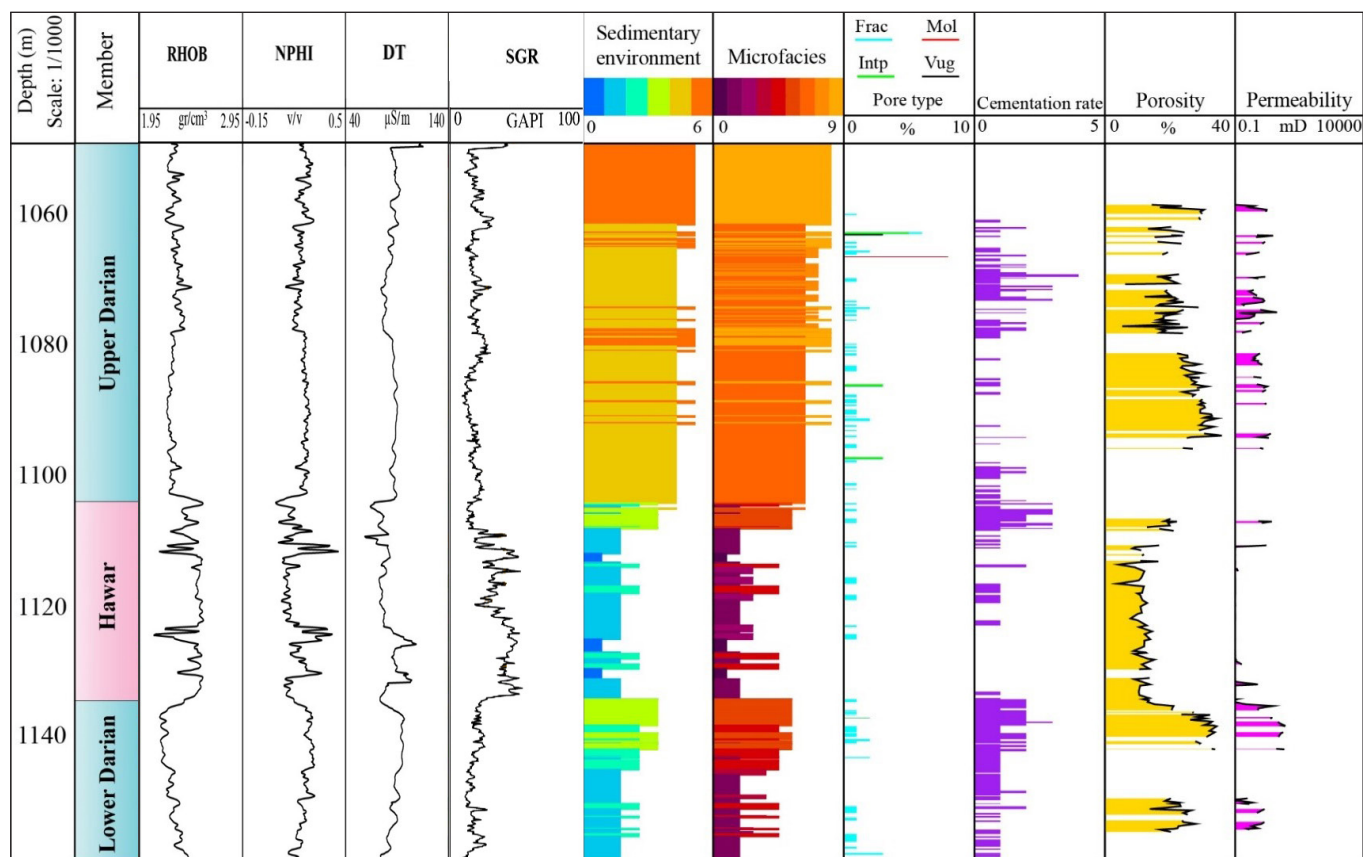 Depth (m)
Scale: 1/1000
Member
RHOB
1.95 gr/cm³ 2.95
NPHI
-0.15 v/v 0.5
DT
40 µS/m 140
SGR
0 GAPI 100
Sedimentary
environment
0 6
Microfacies
0 9
Frac Mol
Intp Vug
Pore type
0 % 10
Cementation rate
0 5
Porosity
0 % 40
Permeability
0.1 mD 10000
1060
1080
1100
1120
1140
Upper Darian
Hawar
Lower Darian